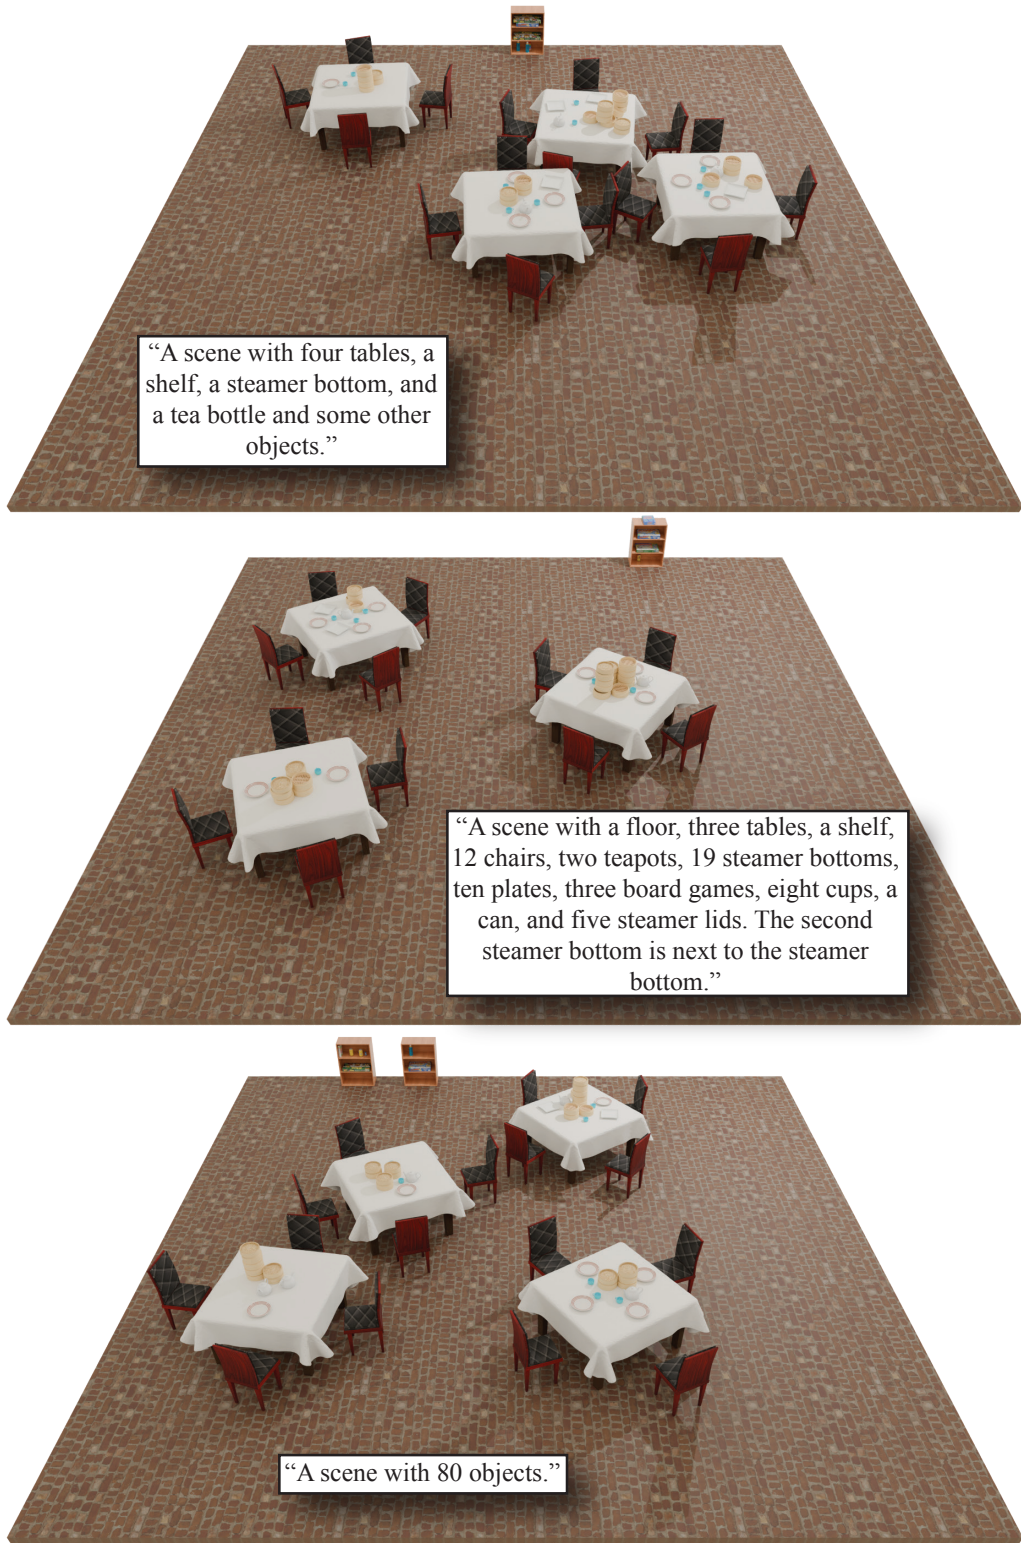 “A scene with four tables, a
shelf, a steamer bottom, and
a tea bottle and some other
objects.”
“A scene with a floor, three tables, a shelf,
12 chairs, two teapots, 19 steamer bottoms,
ten plates, three board games, eight cups, a
can, and five steamer lids. The second
steamer bottom is next to the steamer
bottom.”
“A scene with 80 objects.”